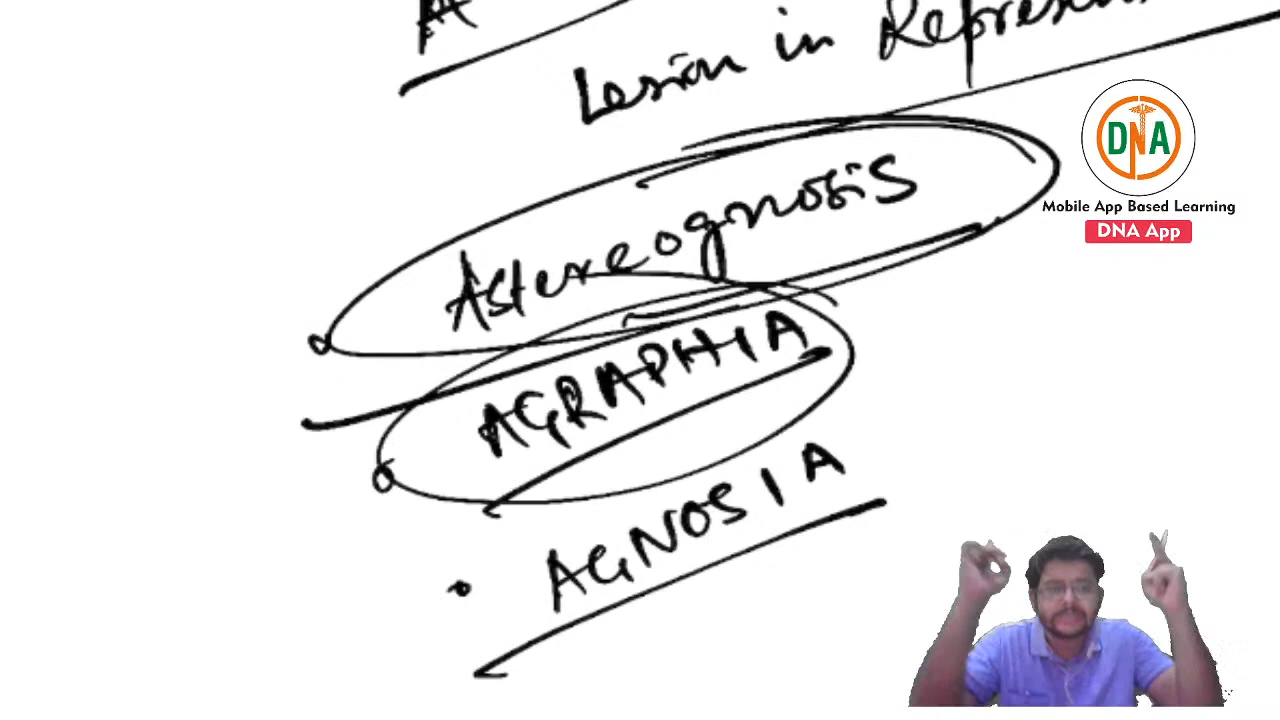 A
Lesion in
Astereognosis
AGRAPHIA
AGNOSIA
DNA
Mobile App Based Learning
DNA App